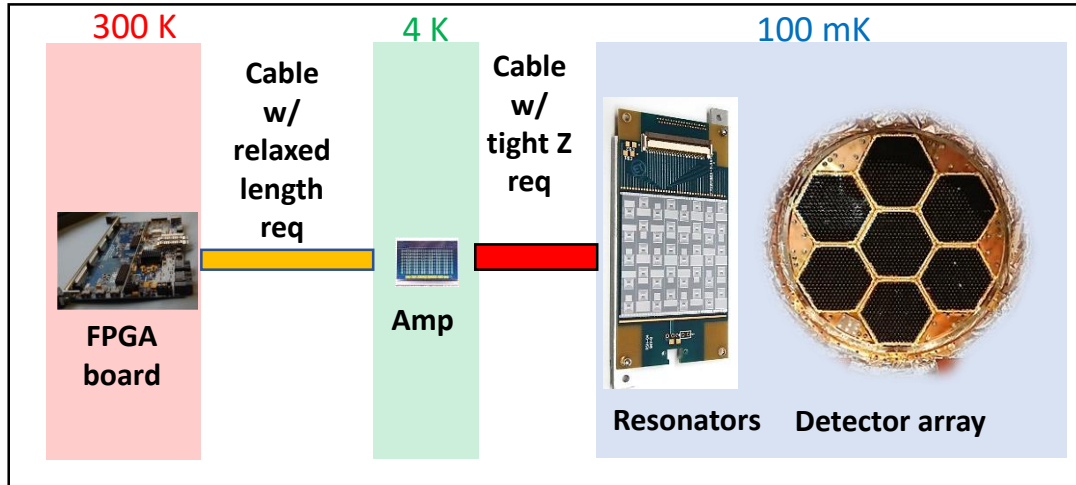 300 K
4 K
100 mK
Cable
w/
relaxed
length
req
Cable
w/
tight Z
req
FPGA
board
Amp
Resonators
Detector array